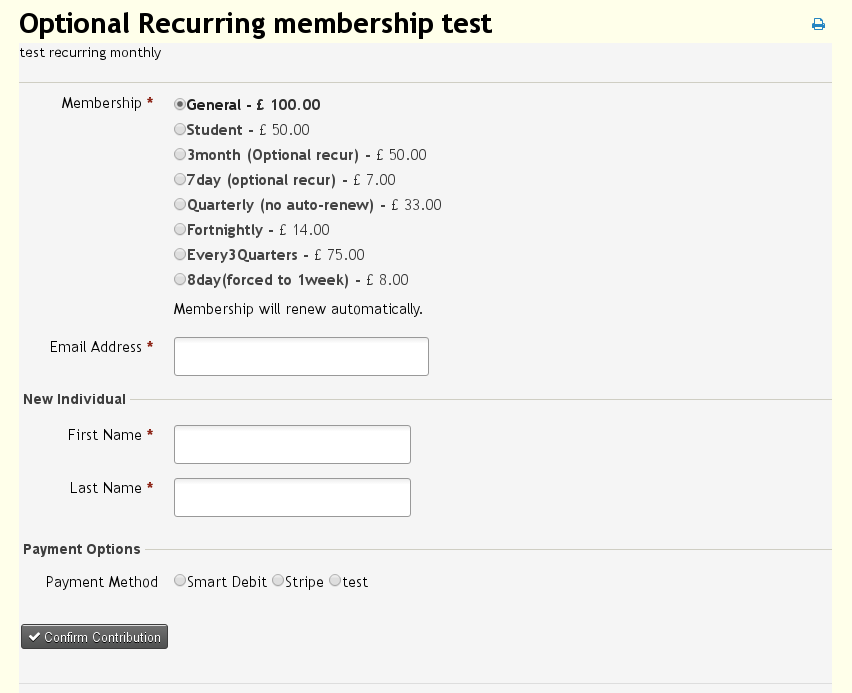 Optional Recurring membership test
test recurring monthly
Membership *
General - £ 100.00
Student - £ 50.00
3month (Optional recur) - £ 50.00
7day (optional recur) - £ 7.00
Quarterly (no auto-renew) - £ 33.00
Fortnightly - £ 14.00
Every3Quarters - £ 75.00
8day(forced to 1week) - £ 8.00
Membership will renew automatically.
Email Address *
New Individual
First Name *
Last Name *
Payment Options
Payment Method Smart Debit Stripe test
Confirm Contribution